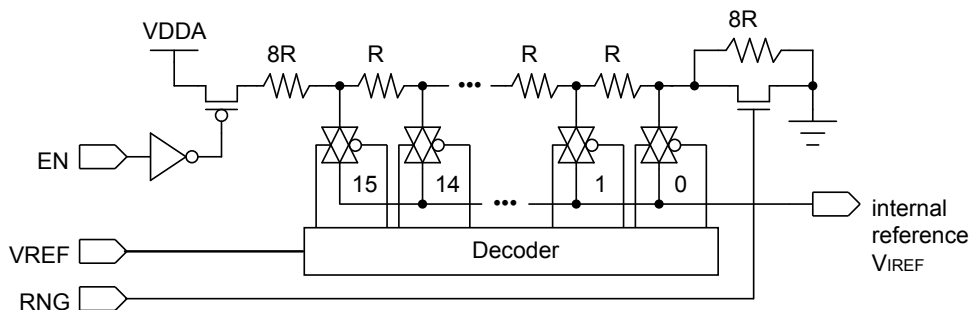 VDDA
8R
R
R
R
8R
•••
EN
15
14
1
0
•••
internal
reference
VIREF
VREF
Decoder
RNG